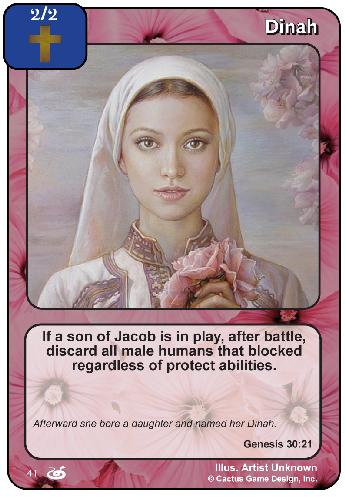 2/2
Dinah
If a son of Jacob is in play, after battle,
discard all male humans that blocked
regardless of protect abilities.
Afterward she bore a daughter and named her Dinah.
Genesis 30:21
41
Illus. Artist Unknown
© Cactus Game Design, Inc.